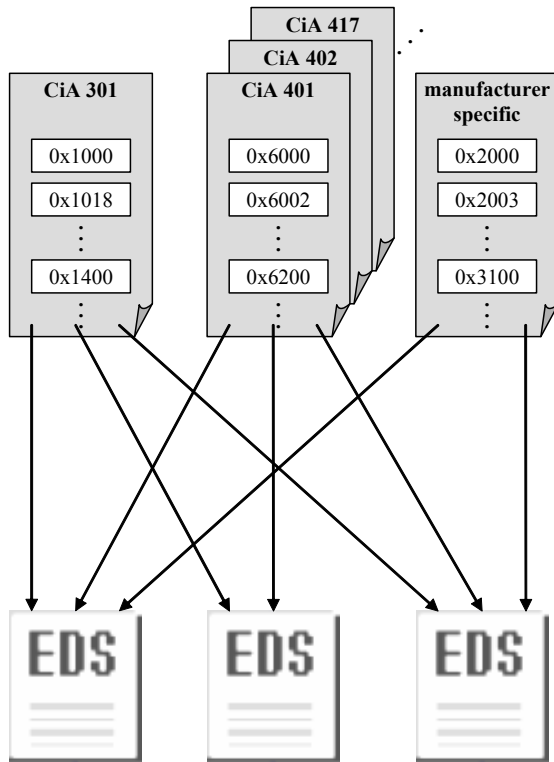 CiA 417
CiA 402
CiA 301
0x1000
0x1018
0x1400
CiA 401
0x6000
0x6002
0x6200
manufacturer
specific
0x2000
0x2003
0x3100
EDS
EDS
EDS